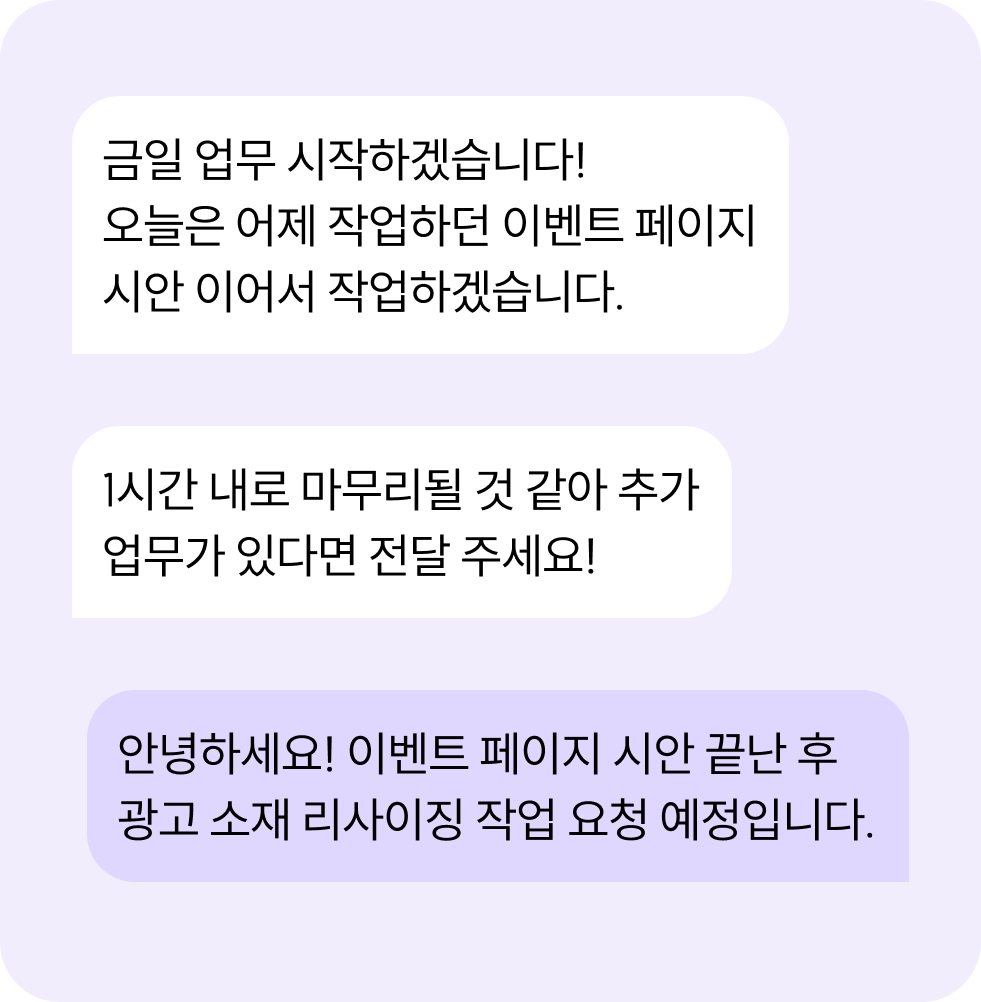 금일 업무 시작하겠습니다!
오늘은 어제 작업하던 이벤트 페이지
시안 이어서 작업하겠습니다.
1시간 내로 마무리될 것 같아 추가
업무가 있다면 전달 주세요!
안녕하세요! 이벤트 페이지 시안 끝난 후
광고 소재 리사이징 작업 요청 예정입니다.